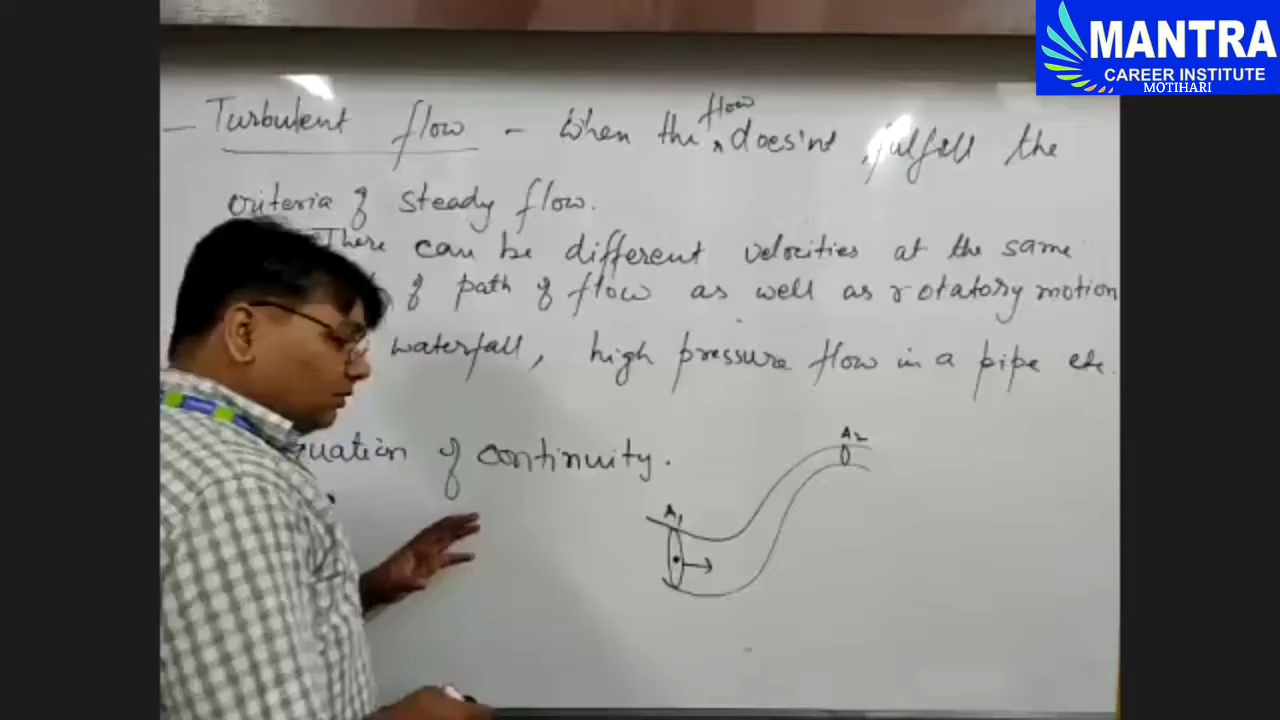 MANTRA
CAREER INSTITUTE
MOTIHARI
flow
- Turbulent flow - When the doesn't fulfall the
criteria of steady flow.
There can be different velocities at the same
of path of flow as well as rotatory motion
waterfall, high pressure flow in a pipe etc.
quation of continuity.
A2
A1